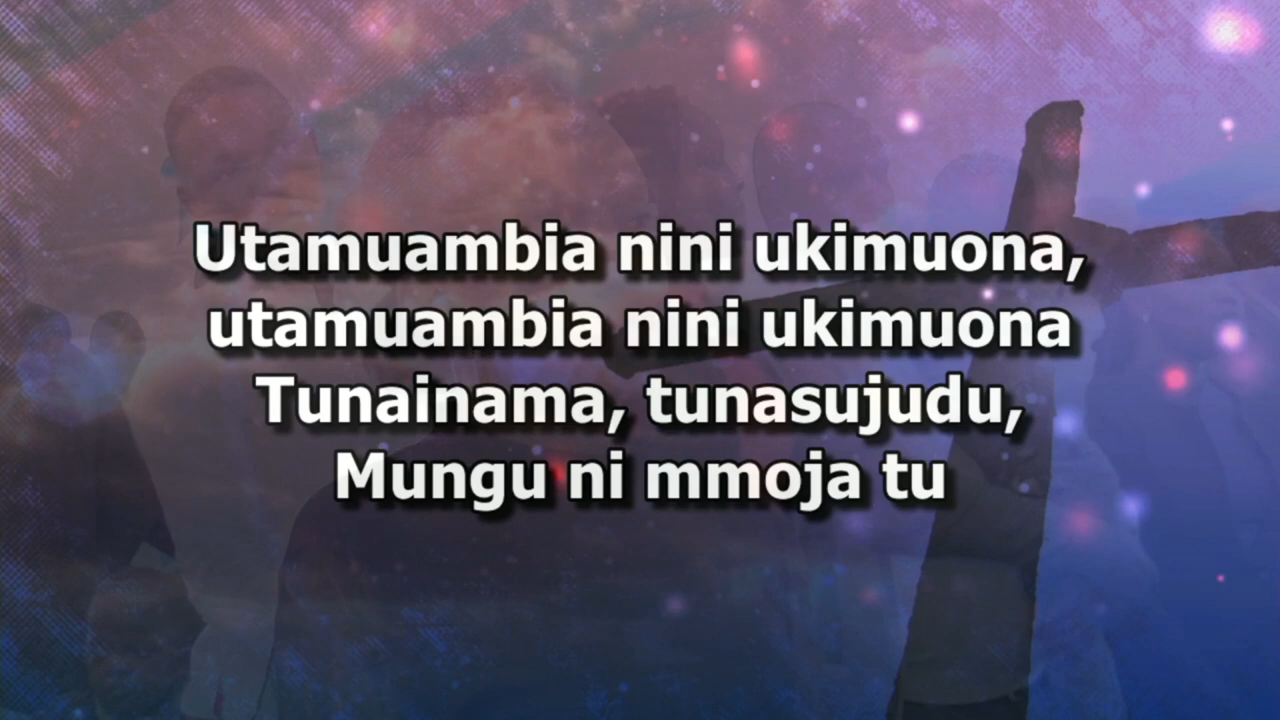 Utamuambia nini ukimuona,
utamuambia nini ukimuona
Tunainama, tunasujudu,
Mungu ni mmoja tu